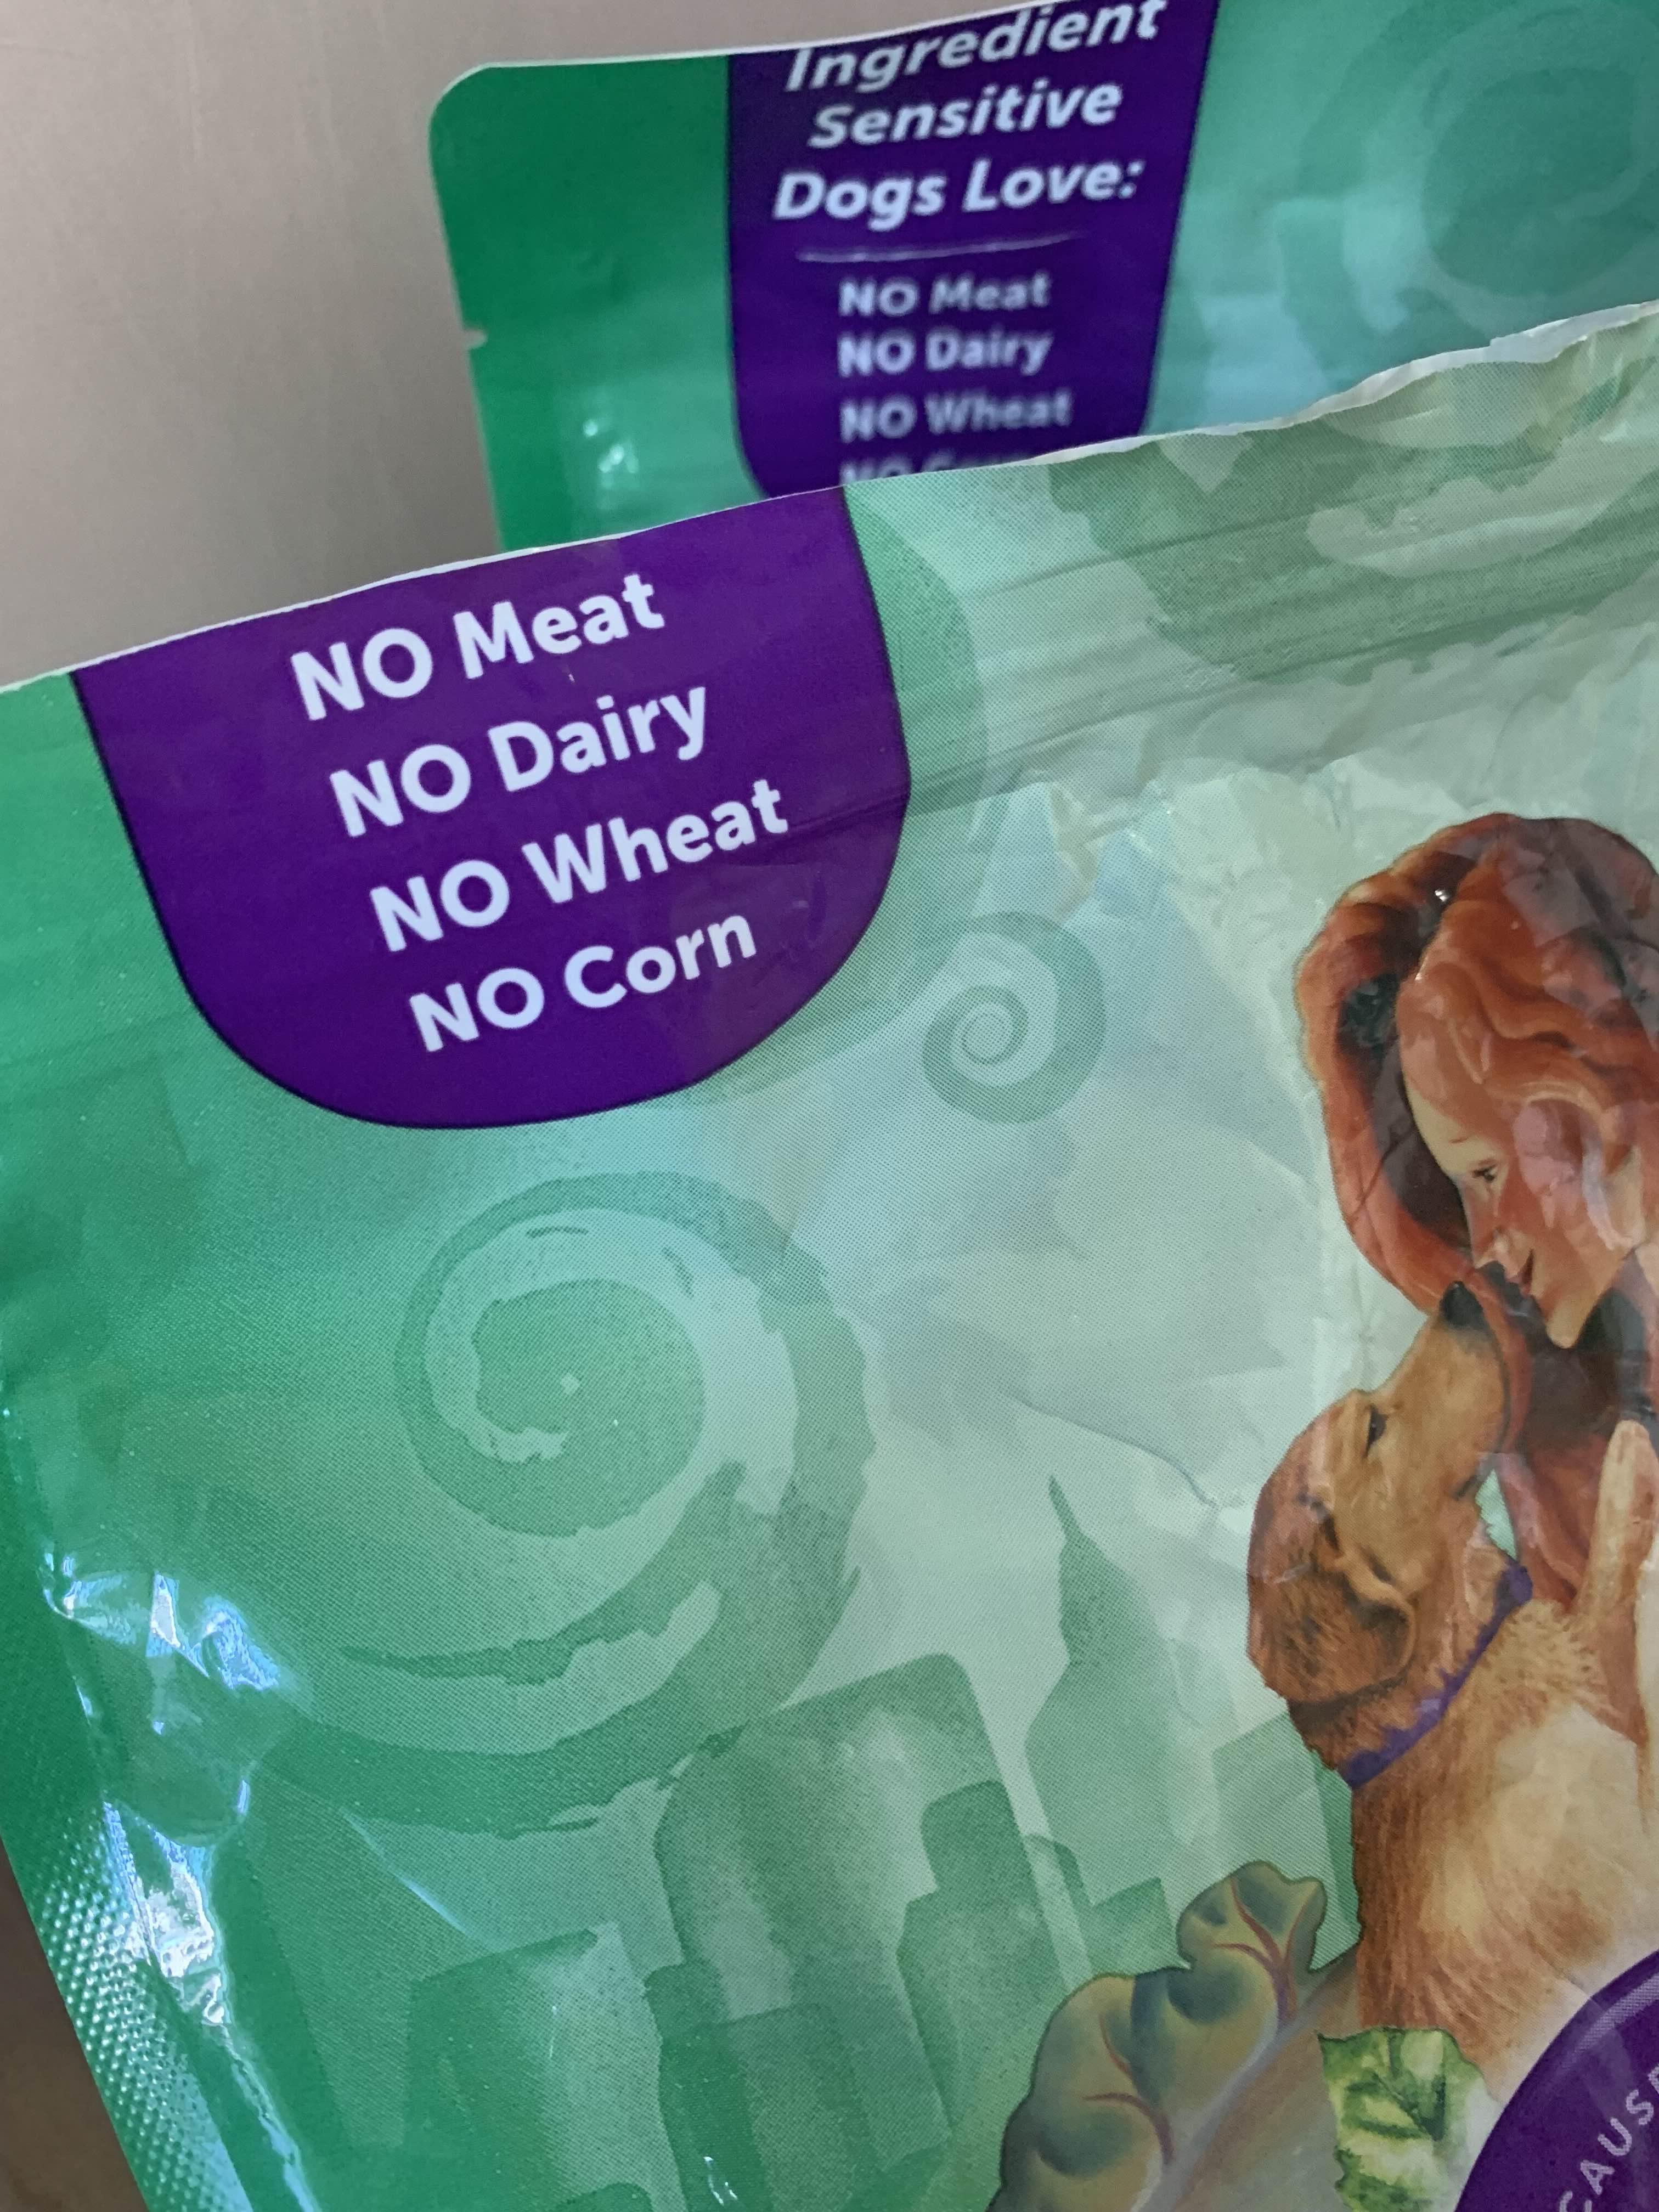 Ingredient
Sensitive
Dogs Love:
NO Meat
NO Dairy
NO Wheat
NO Meat
NO Dairy
NO Wheat
NO Corn